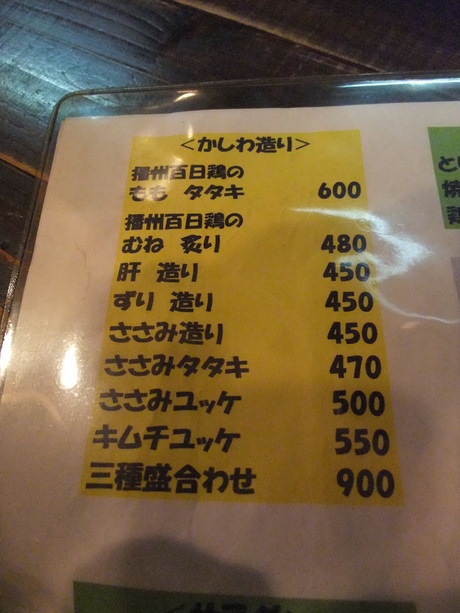 <かしわ造り>
播州百日鶏の
もも タタキ 600
播州百日鶏の
むね 炙り 480
肝 造り 450
ずり 造り 450
ささみ造り 450
ささみタタキ 470
ささみユッケ 500
キムチユッケ 550
三種盛合わせ 900